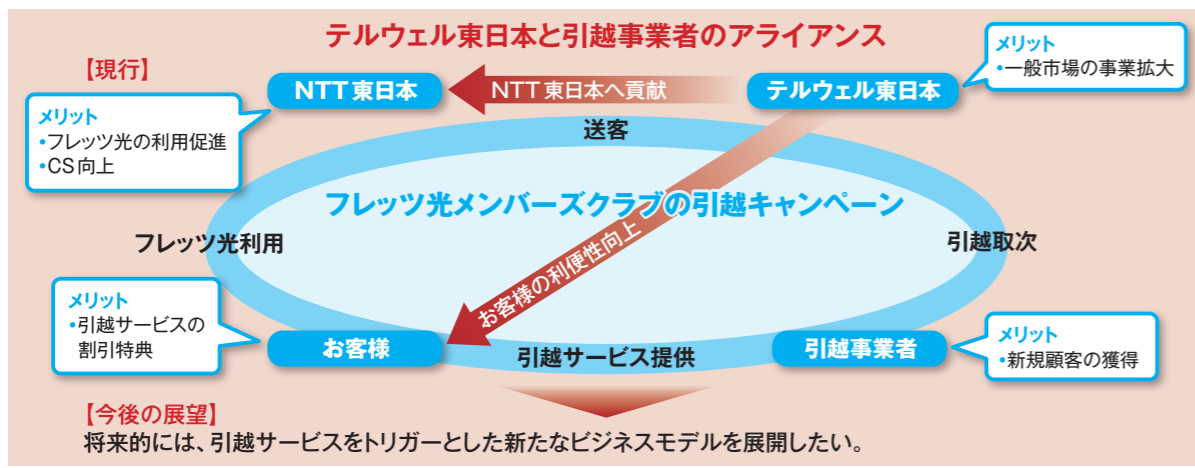 テルウェル東日本と引越事業者のアライアンス
【現行】
NTT東日本
NTT東日本へ貢献
テルウェル東日本
メリット
•一般市場の事業拡大
メリット
•フレッツ光の利用促進
•CS向上
送客
フレッツ光メンバーズクラブの引越キャンペーン
フレッツ光利用
引越取次
お客様の利便性向上
メリット
•引越サービスの
割引特典
お客様
引越サービス提供
引越事業者
メリット
•新規顧客の獲得
【今後の展望】
将来的には、引越サービスをトリガーとした新たなビジネスモデルを展開したい。